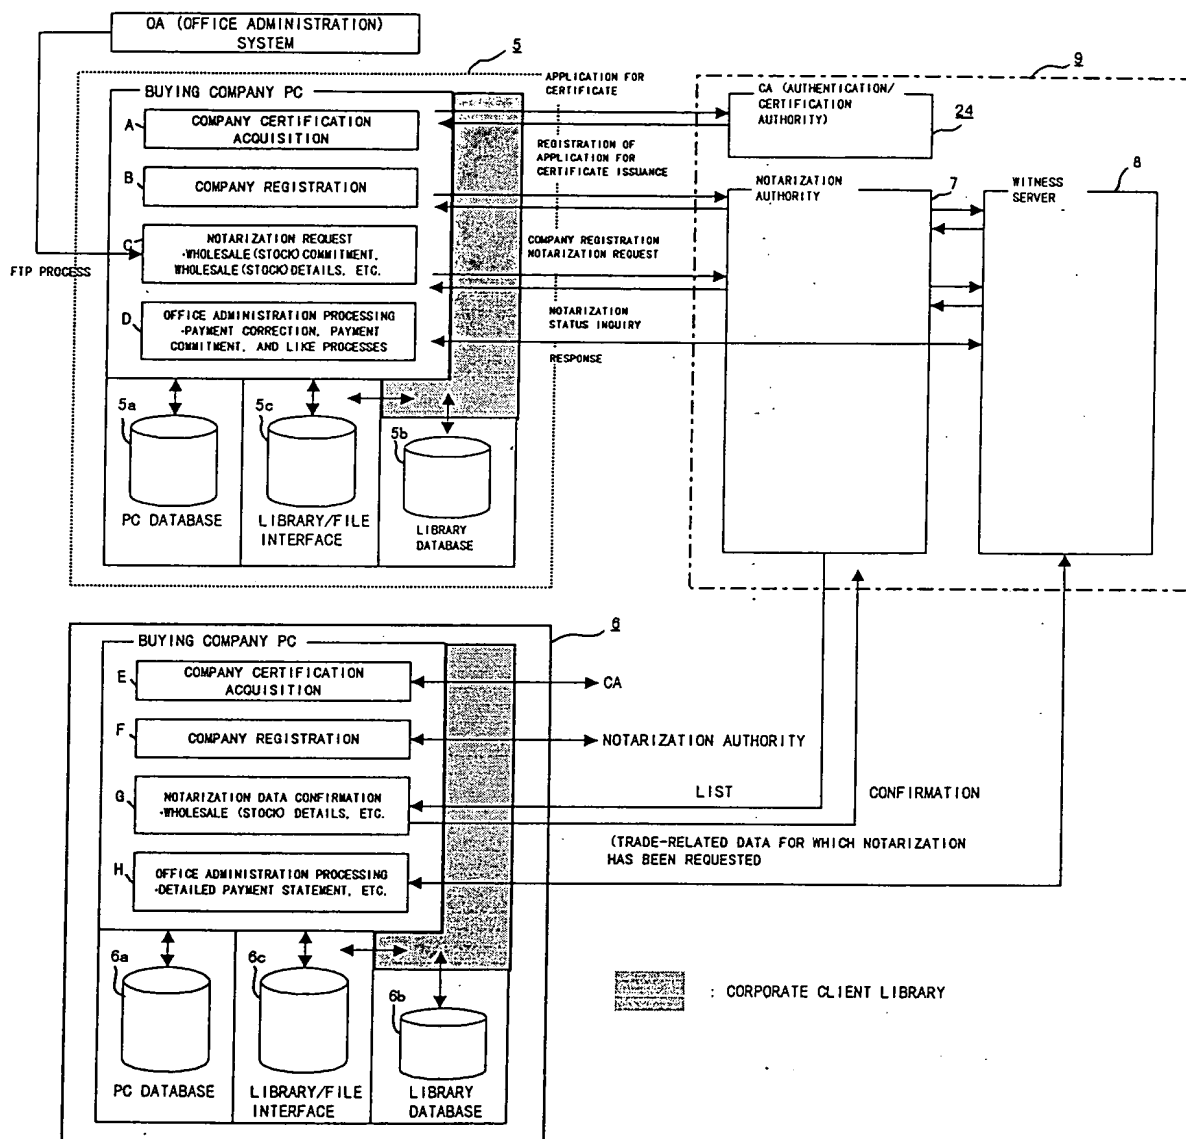 OA (OFFICE ADMINISTRATION)
SYSTEM
5
9
BUYING COMPANY PC
APPLICATION FOR
CERTIFICATE
CA (AUTHENTICATION/
CERTIFICATION
AUTHORITY)
24
A
COMPANY CERTIFICATION
ACQUISITION
REGISTRATION OF
APPLICATION FOR
CERTIFICATE ISSUANCE
B
COMPANY REGISTRATION
NOTARIZATION
AUTHORITY
7
WITNESS
SERVER
8
C
NOTARIZATION REQUEST
·WHOLESALE(STOCK)COMMITMENT,
WHOLESALE(STOCK)DETAILS, ETC.
FTP PROCESS
COMPANY REGISTRATION
NOTARIZATION REQUEST
D
OFFICE ADMINISTRATION PROCESSING
·PAYMENT CORRECTION, PAYMENT
COMMITMENT, AND LIKE PROCESSES
NOTARIZATION
STATUS INQUIRY
RESPONSE
5a
5c
5b
PC DATABASE
LIBRARY/FILE
INTERFACE
LIBRARY
DATABASE
6
BUYING COMPANY PC
E
COMPANY CERTIFICATION
ACQUISITION
CA
F
COMPANY REGISTRATION
NOTARIZATION AUTHORITY
G
NOTARIZATION DATA CONFIRMATION
·WHOLESALE (STOCK) DETAILS, ETC.
LIST
CONFIRMATION
(TRADE-RELATED DATA FOR WHICH NOTARIZATION
HAS BEEN REQUESTED
H
OFFICE ADMINISTRATION PROCESSING
·DETAILED PAYMENT STATEMENT, ETC.
6a
6c
6b
PC DATABASE
LIBRARY/FILE
INTERFACE
LIBRARY
DATABASE
: CORPORATE CLIENT LIBRARY